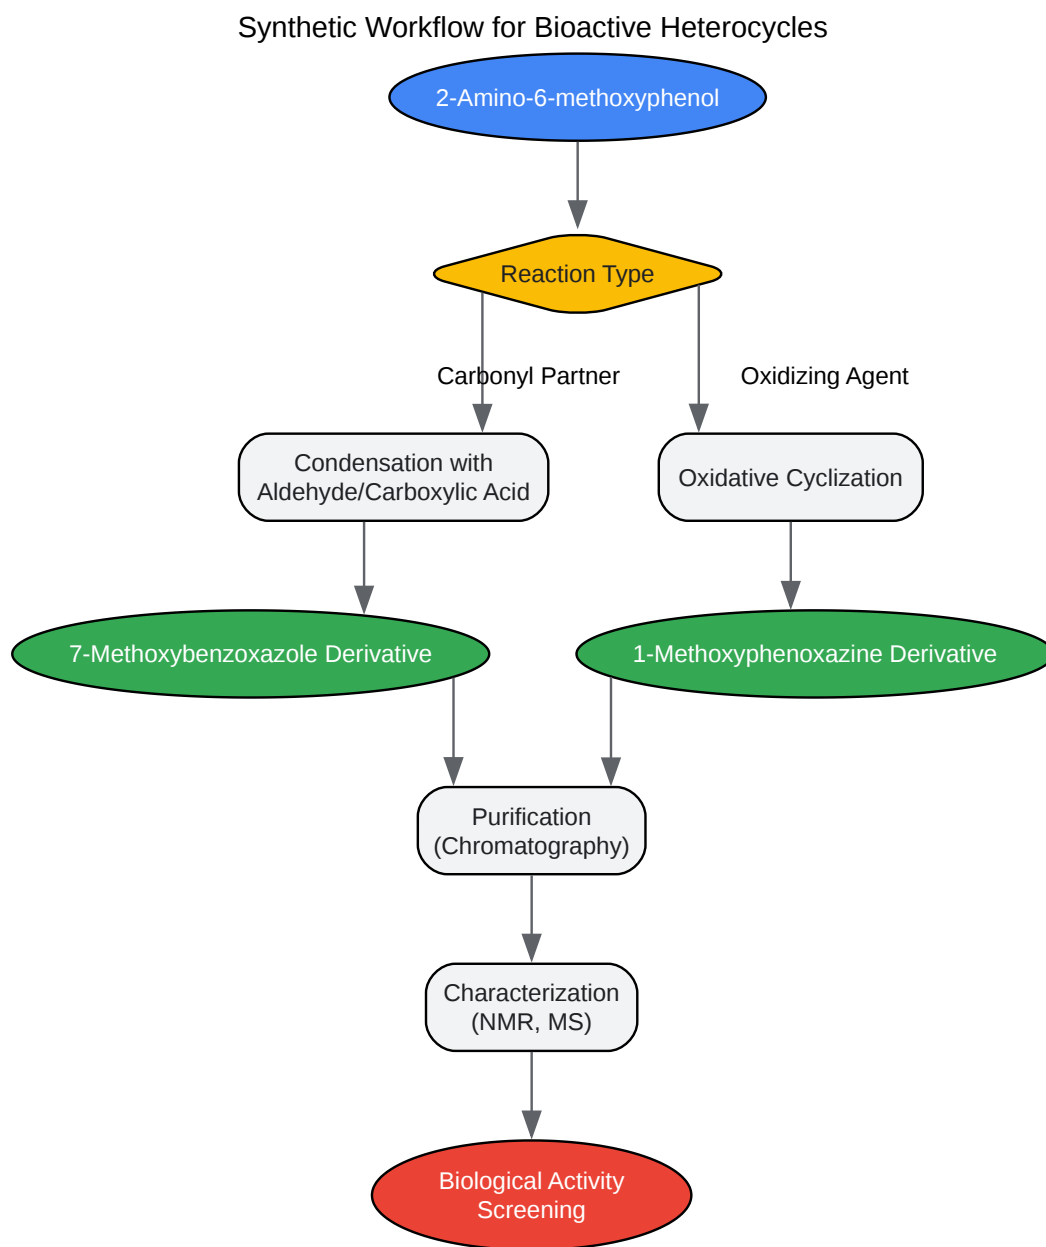 Synthetic Workflow for Bioactive Heterocycles
2-Amino-6-methoxyphenol
Reaction Type
Carbonyl Partner
Oxidizing Agent
Condensation with
Aldehyde/Carboxylic Acid
Oxidative Cyclization
7-Methoxybenzoxazole Derivative
1-Methoxyphenoxazine Derivative
Purification
(Chromatography)
Characterization
(NMR, MS)
Biological Activity
Screening